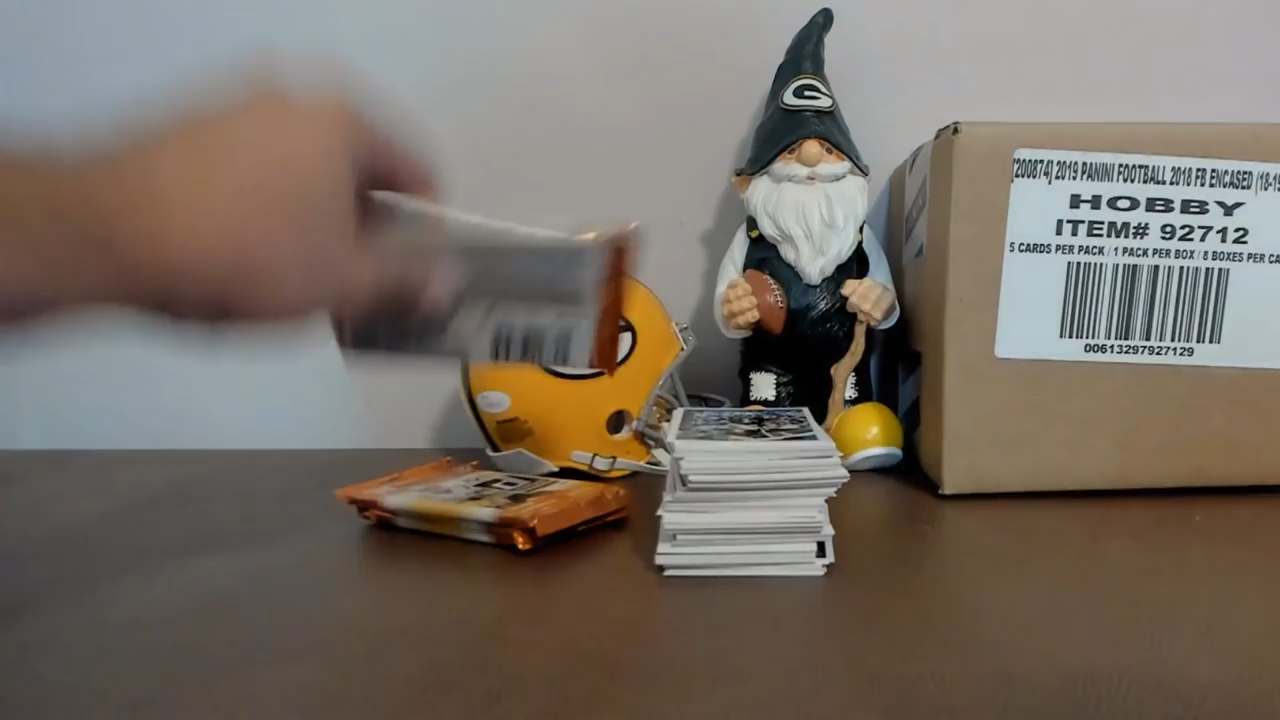 G
[200874] 2019 PANINI FOOTBALL 2018 FB ENCASED (18-19
HOBBY
ITEM# 92712
5 CARDS PER PACK / 1 PACK PER BOX / 8 BOXES PER CA
00613297927129